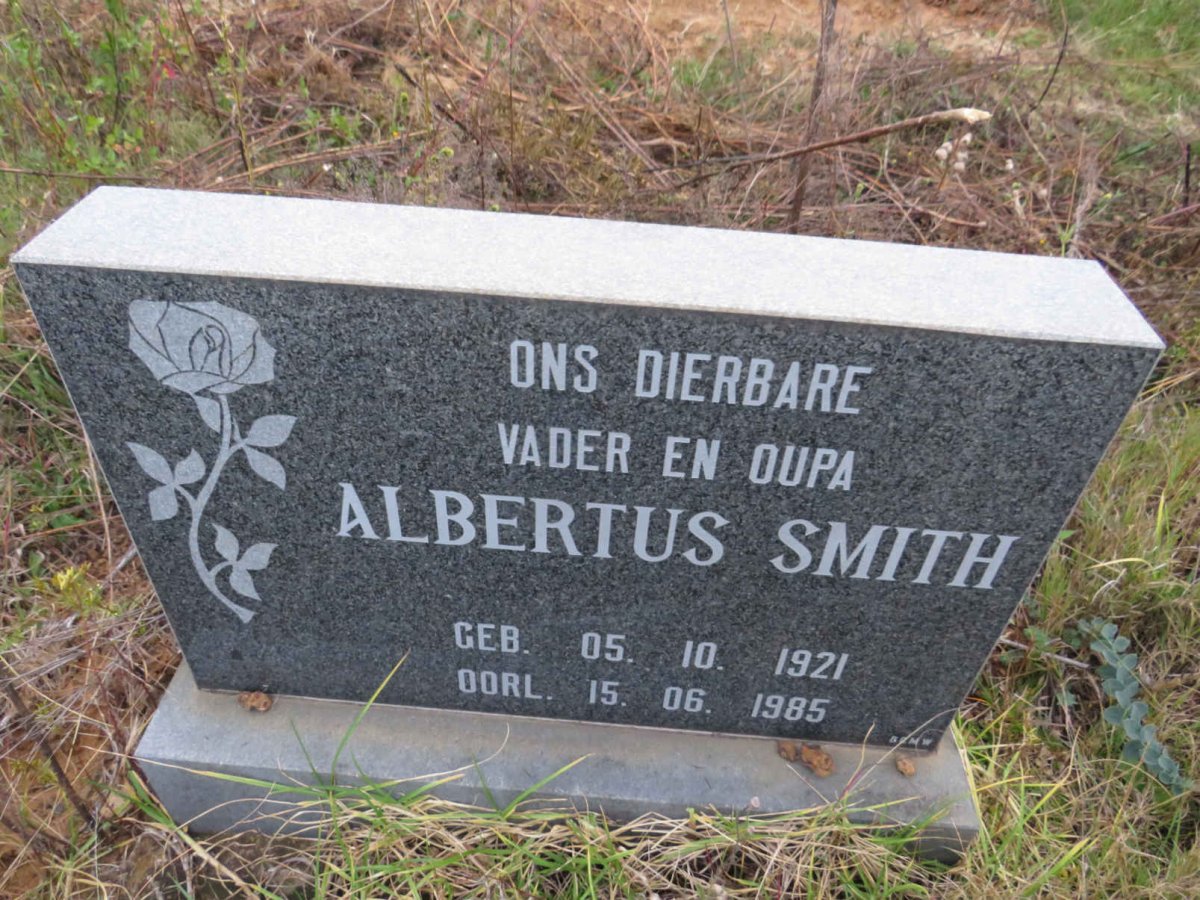 ONS DIERBARE
VADER EN OUPA
ALBERTUS SMITH
GEB. 05. 10. 1921
OORL. 15. 06. 1985